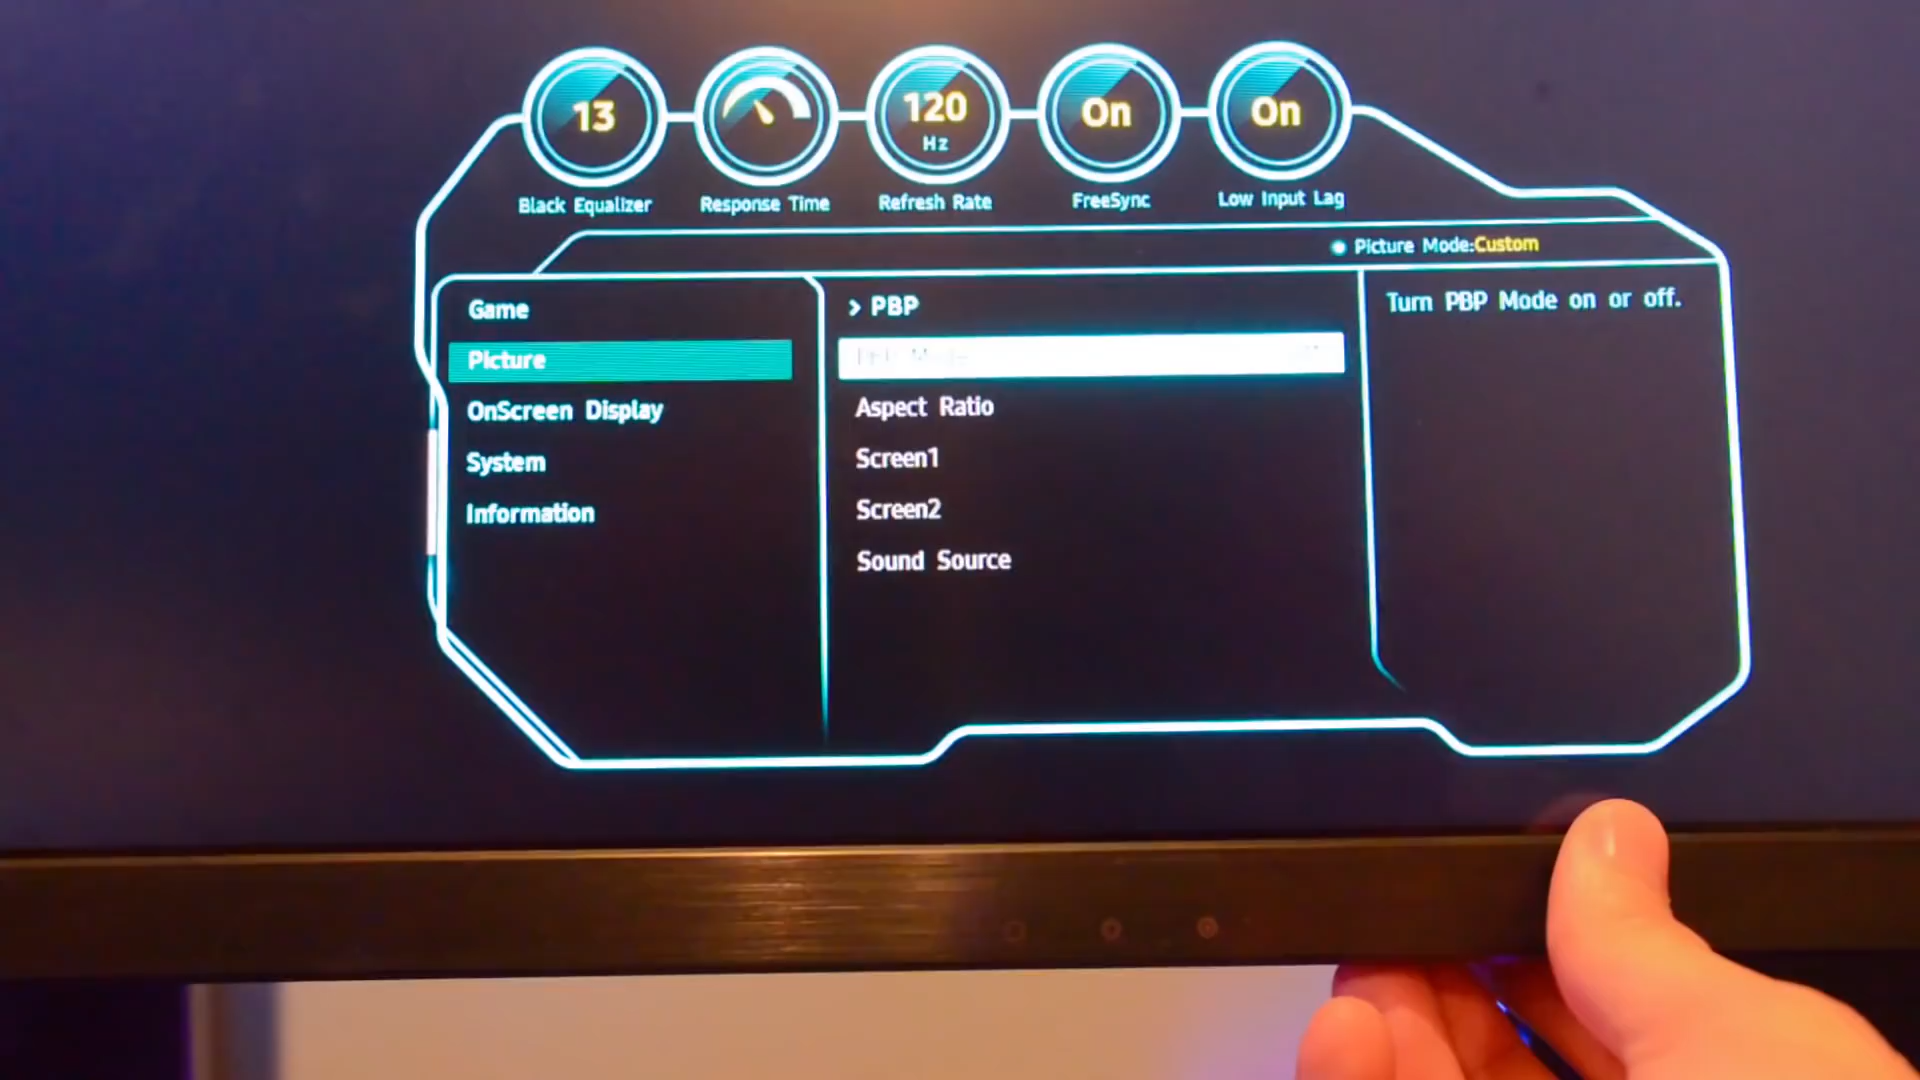 13
120
Hz
On
On
Black Equalizer
Response Time
Refresh Rate
FreeSync
Low Input Lag
Picture Mode:Custom
Game
Picture
OnScreen Display
System
Information
> PBP
Aspect Ratio
Screen1
Screen2
Sound Source
Turn PBP Mode on or off.